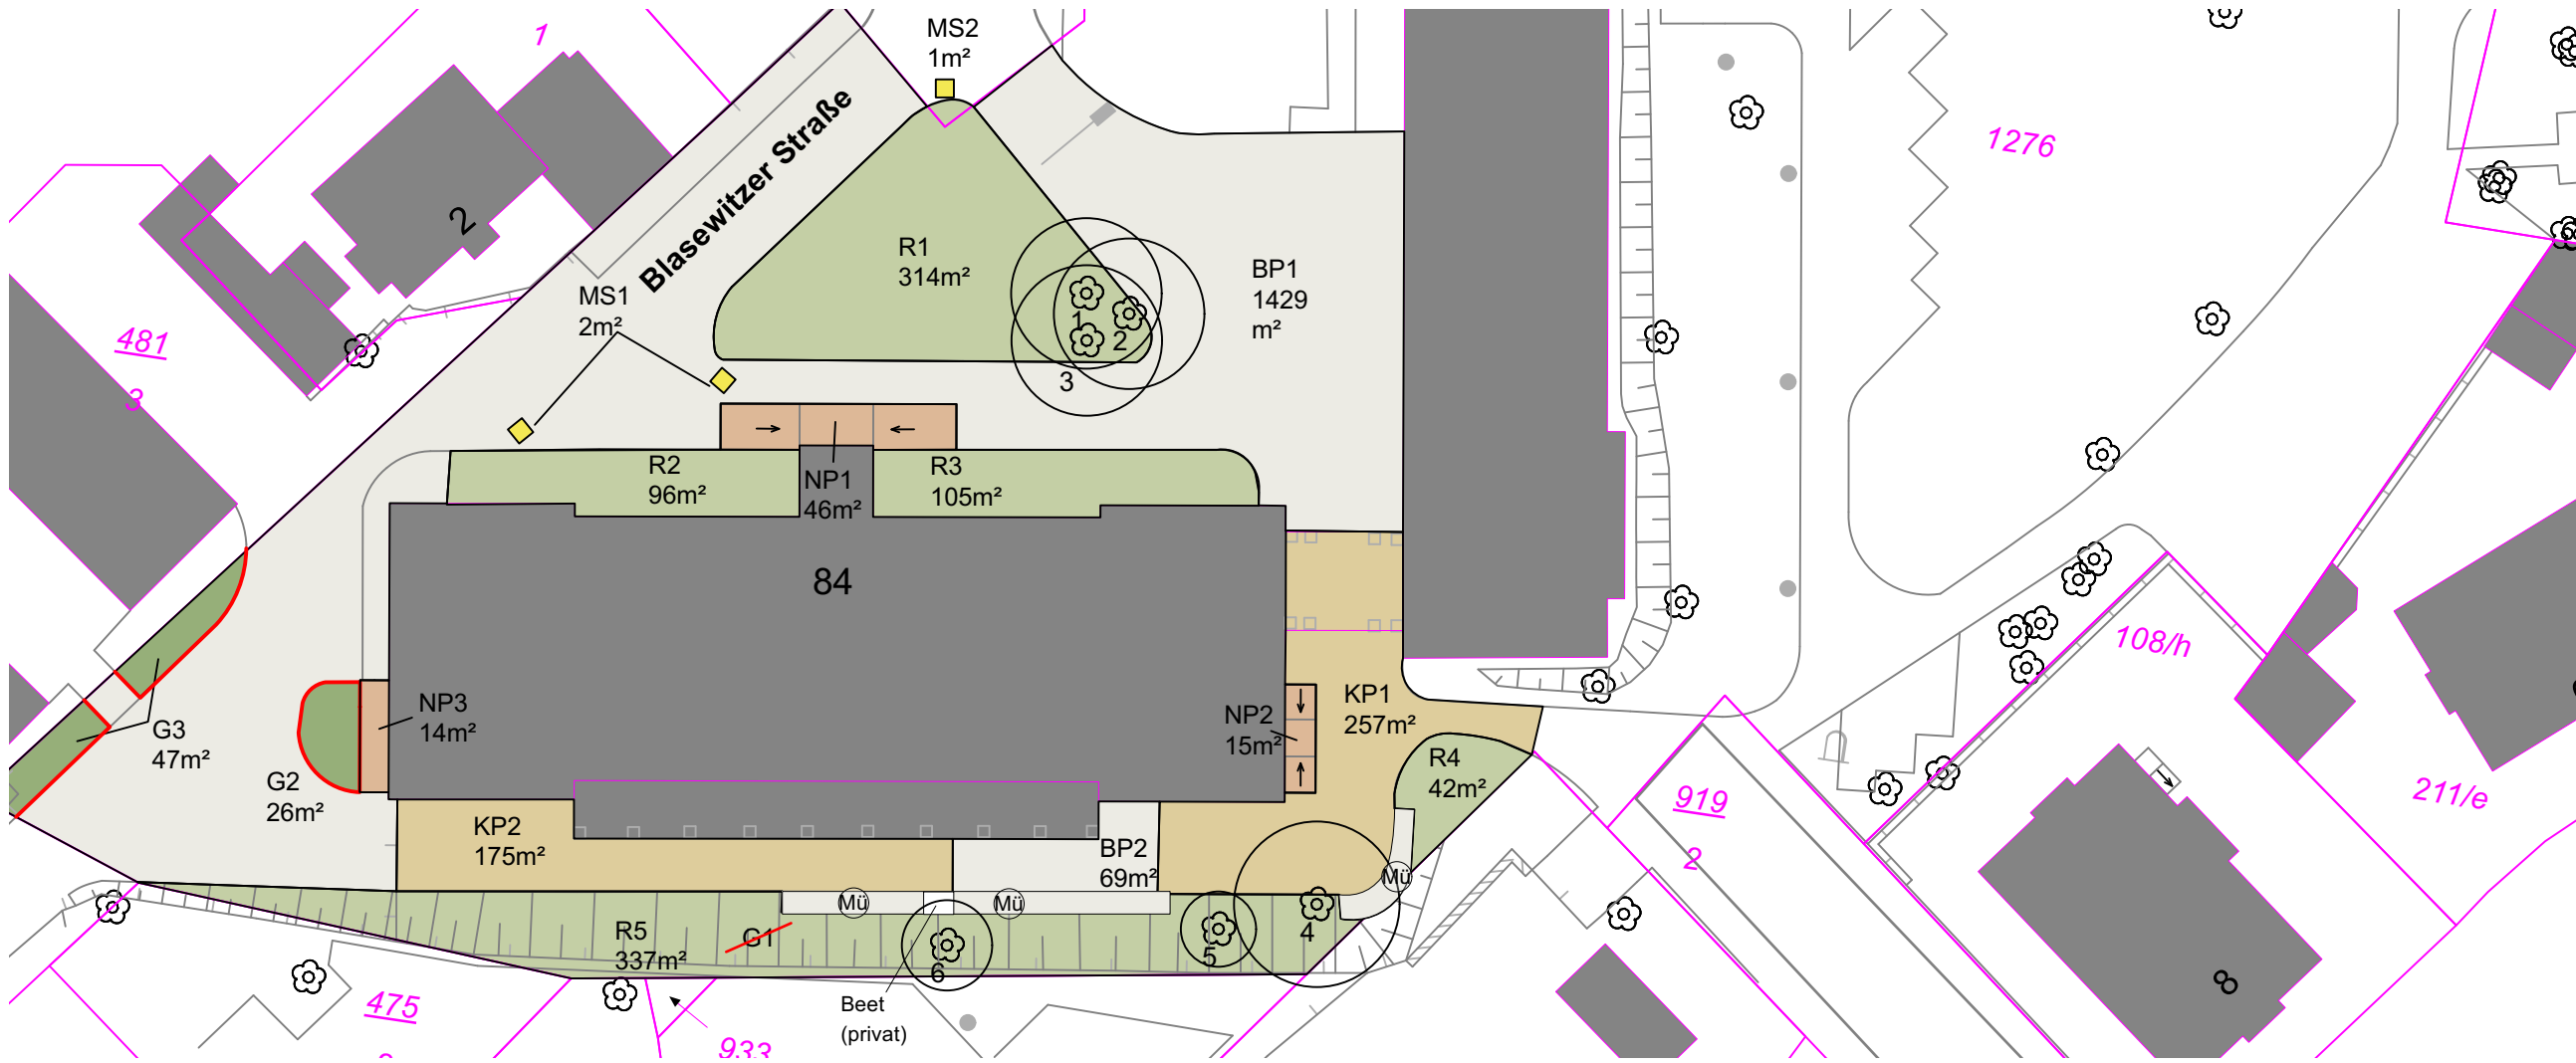 MS2
1m²
1
2
Blasewitzer Straße
1276
R1
314m²
BP1
1429
m²
MS1
2m²
1
2
3
481
3
R2
96m²
NP1
46m²
R3
105m²
84
108/h
NP3
14m²
NP2
15m²
KP1
257m²
G3
47m²
G2
26m²
R4
42m²
919
2
211/e
KP2
175m²
BP2
69m²
Mü
Mü
Mü
R5
337m²
G1
6
5
4
8
Beet
(privat)
475
933